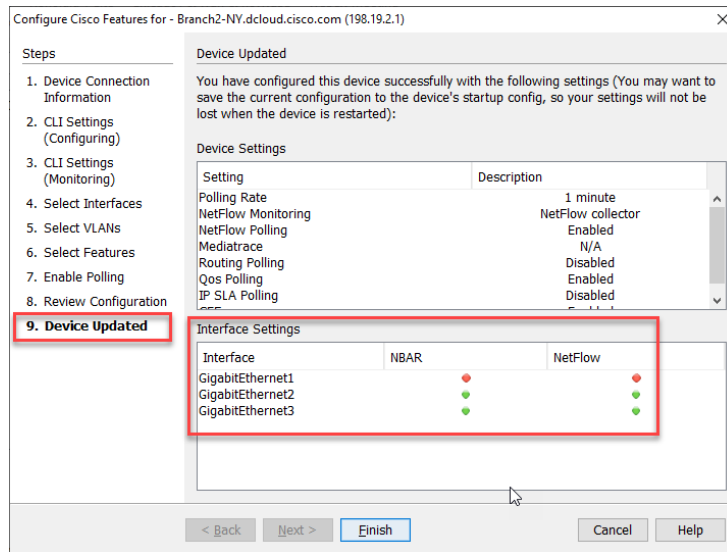 Configure Cisco Features for - Branch2-NY.dcloud.cisco.com (198.19.2.1)
Steps
1. Device Connection
Information
2. CLI Settings
(Configuring)
3. CLI Settings
(Monitoring)
4. Select Interfaces
5. Select VLANs
6. Select Features
7. Enable Polling
8. Review Configuration
9. Device Updated
Device Updated
You have configured this device successfully with the following settings (You may want to
save the current configuration to the device's startup config, so your settings will not be
lost when the device is restarted):
Device Settings
Setting Description
Polling Rate 1 minute
NetFlow Monitoring NetFlow collector
NetFlow Polling Enabled
Mediatrace N/A
Routing Polling Disabled
Qos Polling Enabled
IP SLA Polling Disabled
Interface Settings
Interface NBAR NetFlow
GigabitEthernet1
GigabitEthernet2
GigabitEthernet3
< Back Next > Finish Cancel Help